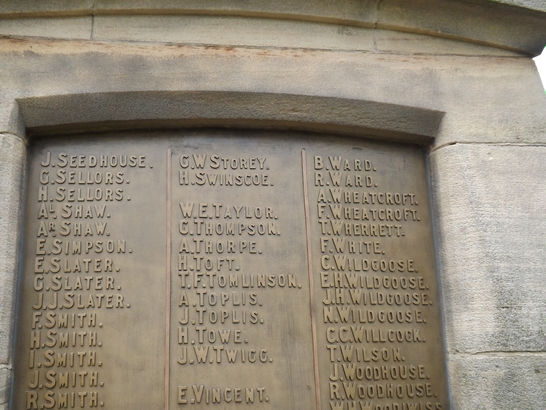 J. SEEDHOUSE.
G. SELLORS.
H. SELLORS.
AL. SHAW.
AR. SHAW.
E. SIMPSON.
E. SLATER.
G. SLATER.
J. J. SLATER.
F. SMITH.
H. SMITH.
I. SMITH.
J. SMITH.
R. SMITH.
G. W STOREY.
H. SWINSCOE.
W. E. TAYLOR.
G. THOMPSON.
A. THORPE.
H. TOFT.
T. F. TOMLINSON.
A. TOPLIS.
J. TOPLIS.
H. TOWE.
J. W. TWIGG.
E. VINCENT.
B. WARD.
R. WARD.
A. WHEATCROFT.
F. WHEATCROFT.
T. WHERRETT.
F. WHITE.
C. WILDGOOSE.
E. H. WILDGOOSE.
J. H. WILDGOOSE.
N. WILDGOOSE.
C. C. WILLCOCK.
T. WILSON.
J. WOODHOUSE.
R. WOODHOUSE.